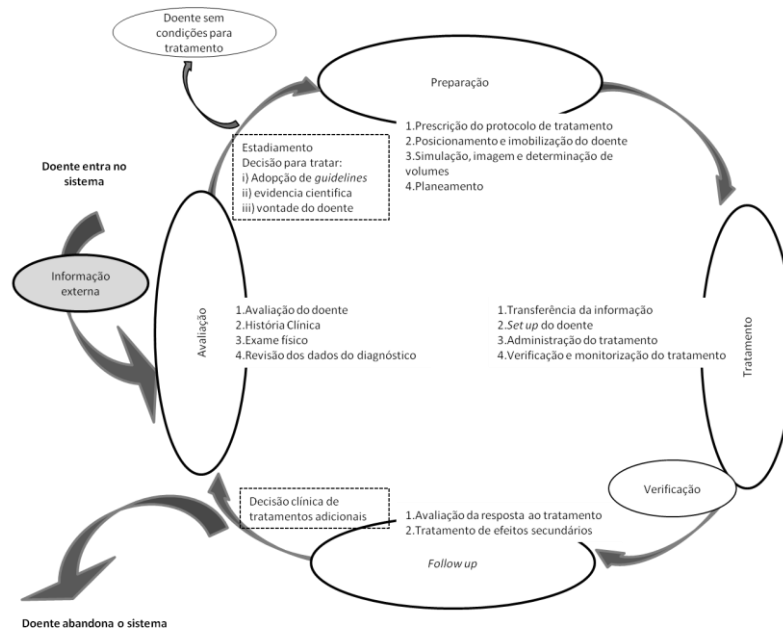 Doente sem
condições para
tratamento
Preparação
1.Prescrição do protocolo de tratamento
2.Posicionamento e imobilização do doente
3.Simulação, imagem e determinação de
volumes
4.Planeamento
Estadiamento
Decisão para tratar:
i) Adopção de guidelines
ii) evidencia cientifica
iii) vontade do doente
Doente entra no
sistema
Informação
externa
Avaliação
1.Avaliação do doente
2.História Clínica
3.Exame físico
4.Revisão dos dados do diagnóstico
1.Transferência da informação
2.Set up do doente
3.Administração do tratamento
4.Verificação e monitorização do tratamento
Tratamento
Verificação
Decisão clínica de
tratamentos adicionais
1.Avaliação da resposta ao tratamento
2.Tratamento de efeitos secundários
Follow up
Doente abandona o sistema